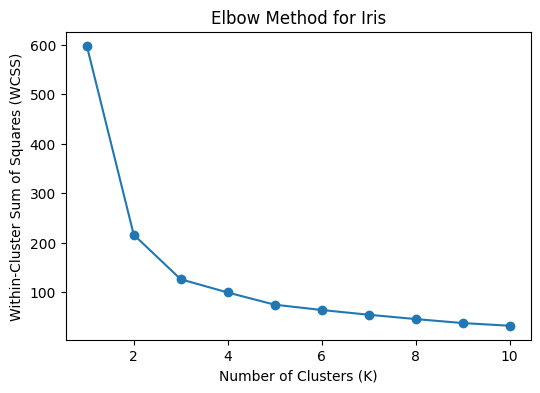 Elbow Method for Iris
Within-Cluster Sum of Squares (WCSS)
600
500
400
300
200
100
2 4 6 8 10
Number of Clusters (K)